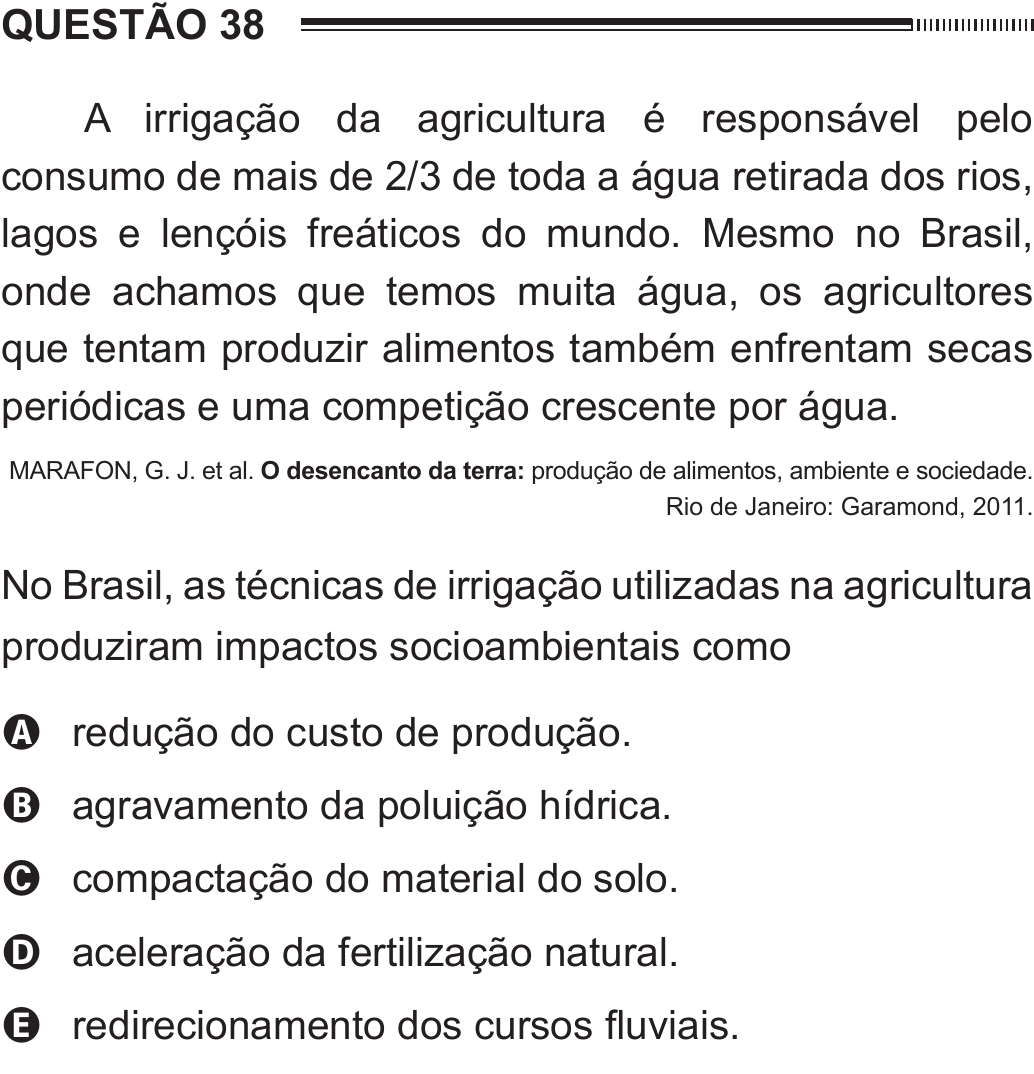 QUESTÃO 38
A irrigação da agricultura é responsável pelo
consumo de mais de 2/3 de toda a água retirada dos rios,
lagos e lençóis freáticos do mundo. Mesmo no Brasil,
onde achamos que temos muita água, os agricultores
que tentam produzir alimentos também enfrentam secas
periódicas e uma competição crescente por água.
MARAFON, G. J. et al. O desencanto da terra: produção de alimentos, ambiente e sociedade.
Rio de Janeiro: Garamond, 2011.
No Brasil, as técnicas de irrigação utilizadas na agricultura
produziram impactos socioambientais como
A redução do custo de produção.
B agravamento da poluição hídrica.
C compactação do material do solo.
D aceleração da fertilização natural.
E redirecionamento dos cursos fluviais.